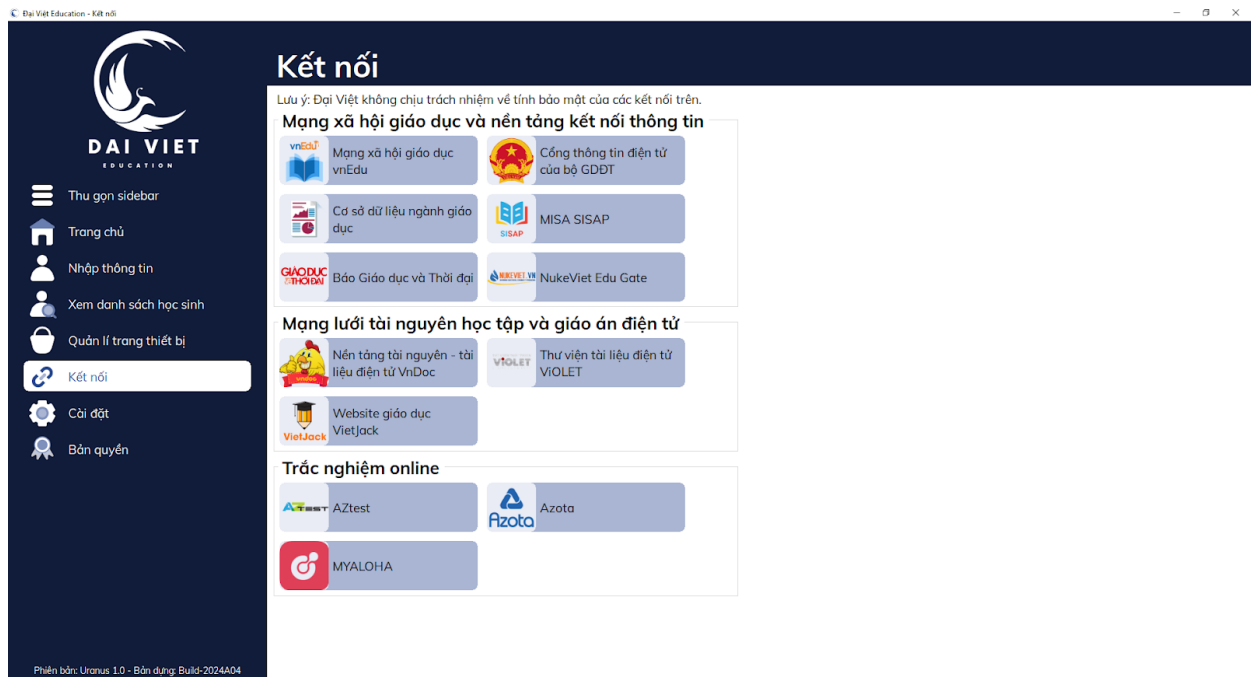 Đại Việt Education - Kết nối
DAI VIET
EDUCATION
Thu gọn sidebar
Trang chủ
Nhập thông tin
Xem danh sách học sinh
Quản lí trang thiết bị
Kết nối
Cài đặt
Bản quyền
Phiên bản: Uranus 1.0 - Bản dựng: Build-2024A04
Kết nối
Lưu ý: Đại Việt không chịu trách nhiệm về tính bảo mật của các kết nối trên.
Mạng xã hội giáo dục và nền tảng kết nối thông tin
vnEdu
Mạng xã hội giáo dục
vnEdu
Cổng thông tin điện tử
của bộ GDĐT
Cơ sở dữ liệu ngành giáo
dục
SISAP
MISA SISAP
GIÁO DỤC
&THỜI ĐẠI
Báo Giáo dục và Thời đại
NUKEVIET.VN
NukeViet Edu Gate
Mạng lưới tài nguyên học tập và giáo án điện tử
vndoc
Nền tảng tài nguyên - tài
liệu điện tử VnDoc
ViOLET
Thư viện tài liệu điện tử
ViOLET
VietJack
Website giáo dục
VietJack
Trắc nghiệm online
AZTEST
AZtest
Azota
Azota
MYALOHA